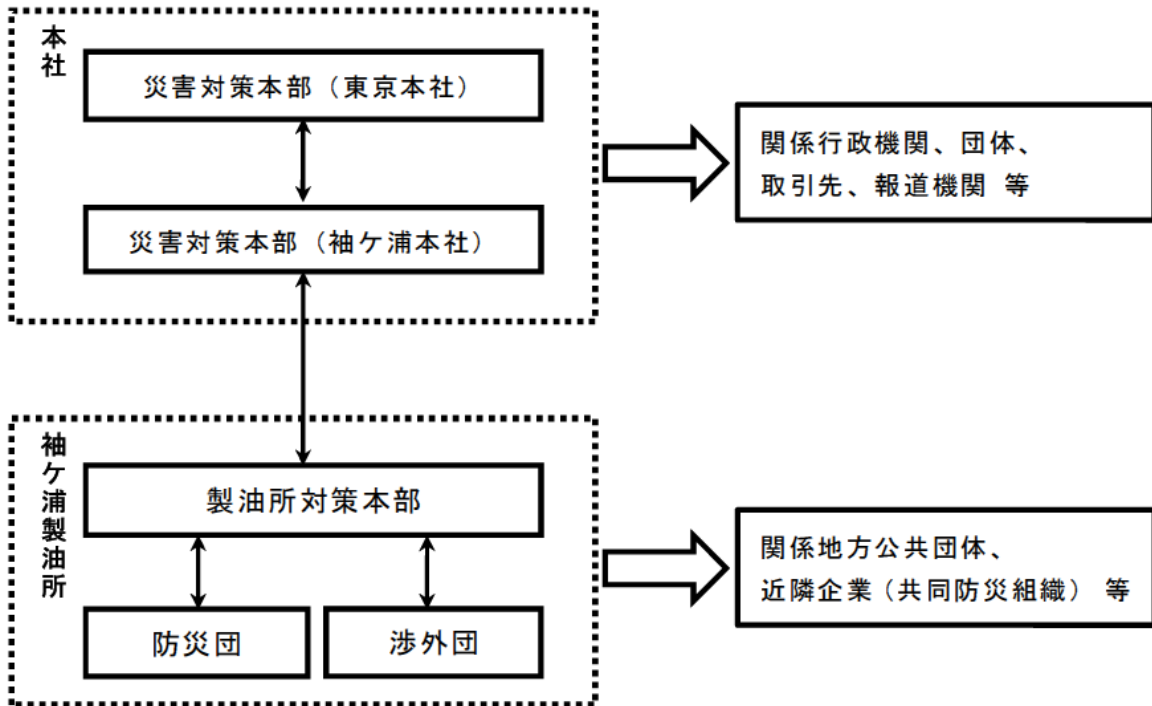 本社
災害対策本部（東京本社）
災害対策本部（袖ケ浦本社）
関係行政機関、団体、
取引先、報道機関 等
袖ケ浦製油所
製油所対策本部
防災団
渉外団
関係地方公共団体、
近隣企業（共同防災組織） 等